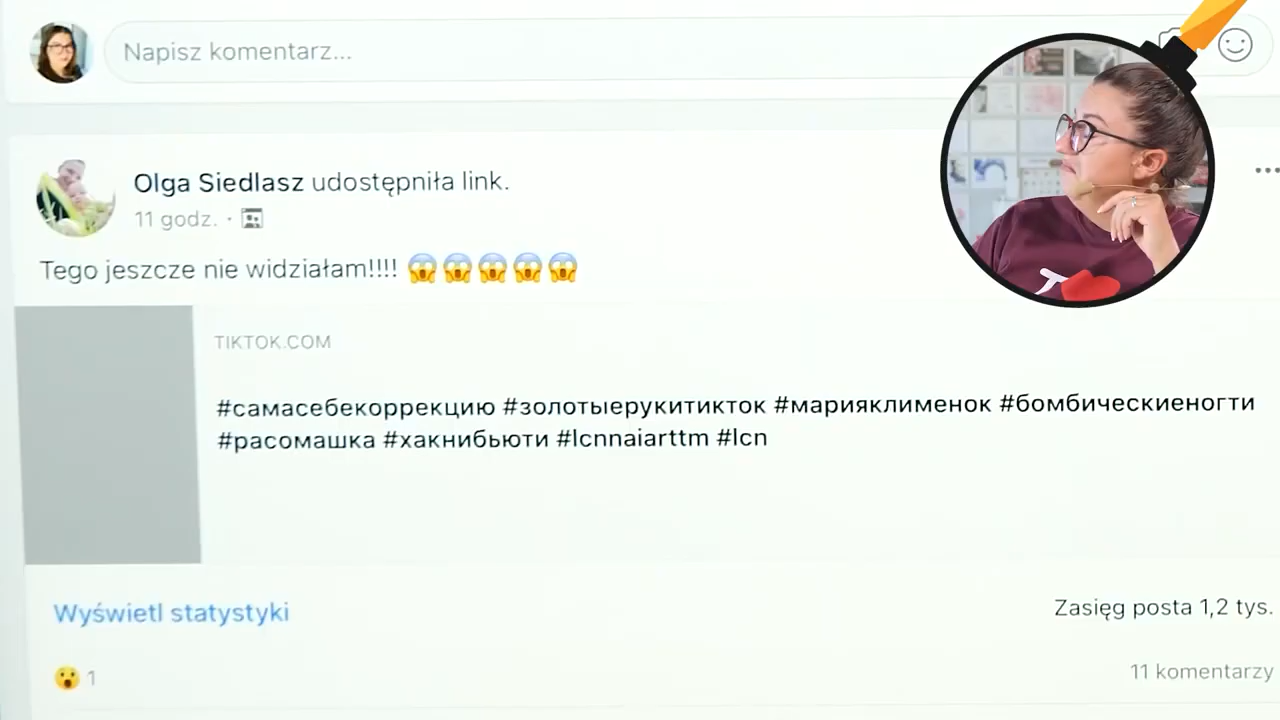 Napisz komentarz...
Olga Siedlasz udostępniła link.
11 godz. ·
Tego jeszcze nie widziałam!!!! 😱😱😱😱😱
TIKTOK.COM
#самасебекоррекцию #золотыерукитикток #марияклименок #бомбическиеногти
#расомашка #хакнибьюти #lcnnaiarttm #lcn
Wyświetl statystyki
Zasięg posta 1,2 tys.
😮 1
11 komentarzy